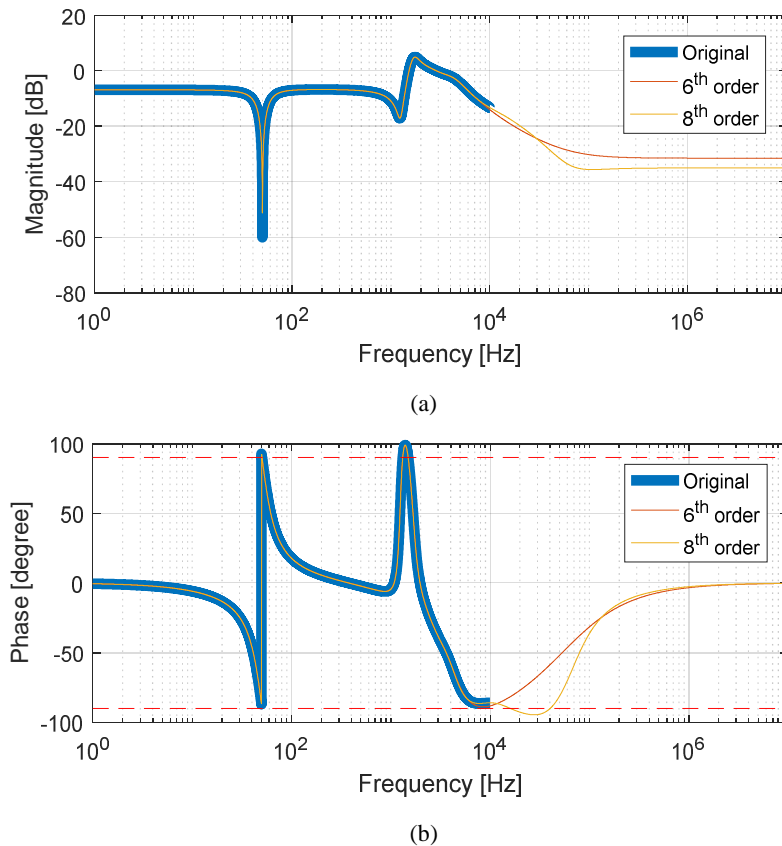 20
0
-20
-40
-60
-80
Magnitude [dB]
Original
6th order
8th order
10^0
10^2
10^4
10^6
Frequency [Hz]
(a)
100
50
0
-50
-100
Phase [degree]
Original
6th order
8th order
10^0
10^2
10^4
10^6
Frequency [Hz]
(b)